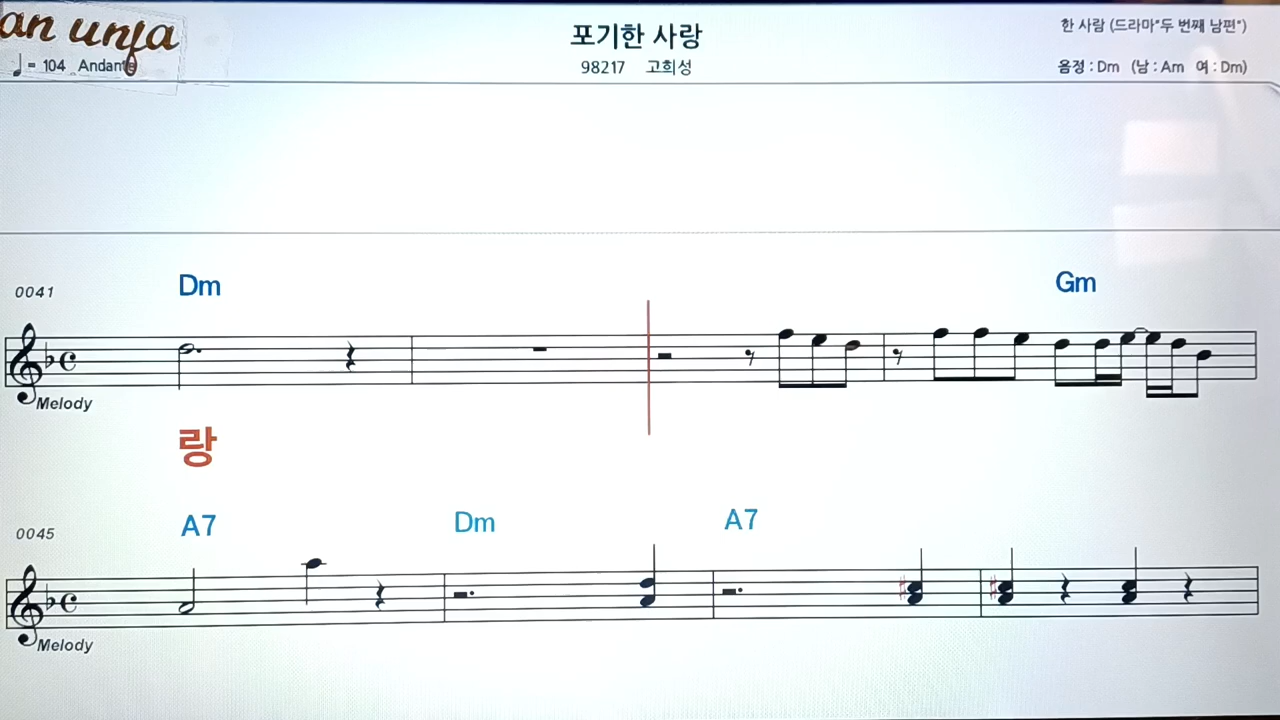 an unfa
포기한 사랑
한 사람 (드라마"두 번째 남편")
♩= 104 Andante
98217 고희성
음정 : Dm (남 : Am 여 : Dm)
0041 Dm Gm
Melody
랑
0045 A7 Dm A7
Melody